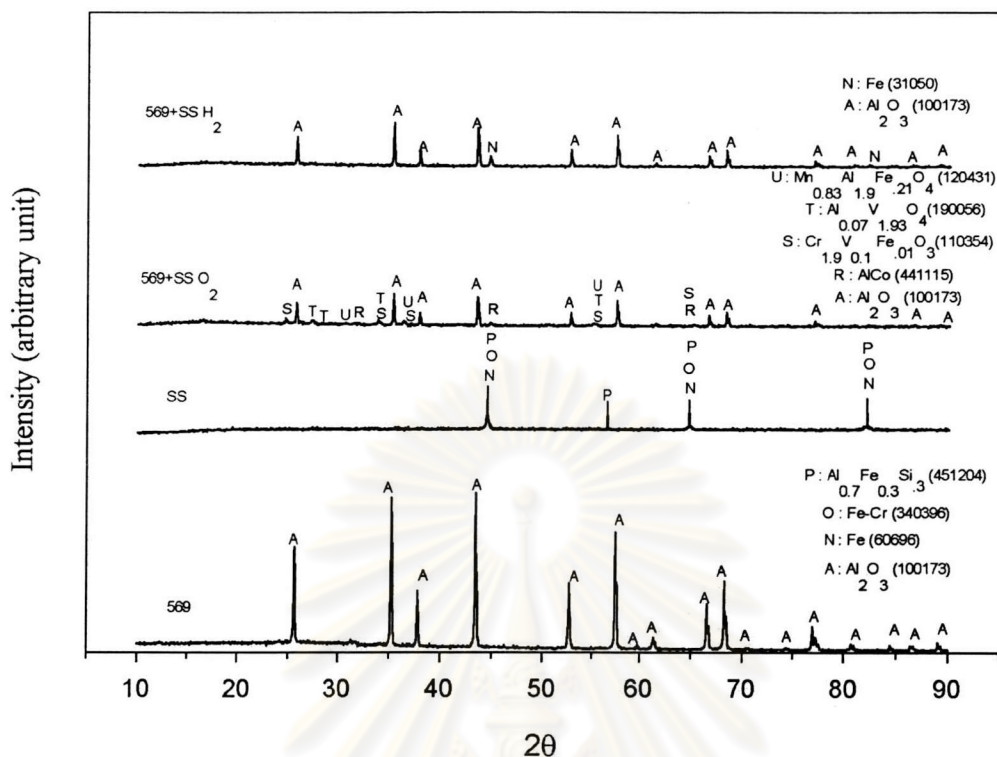 N : Fe (31050)
569+SS H2
A : Al2O3 (100173)
A A A A N A A A A A A A N A A
U : Mn0.83 Al1.9 Fe.21 O4 (120431)
T : Al0.07 V1.93 O4 (190056)
S : Cr1.9 V0.1 Fe.01 O3 (110354)
R : AlCo (441115)
569+SS O2
A : Al2O3 (100173)
S A T T U R T S A U S A A R A U T S A S R A A A A A
SS
P O N P P O N P O N
P : Al0.7 Fe0.3 Si.3 (451204)
O : Fe-Cr (340396)
N : Fe (60696)
A : Al2O3 (100173)
569
A A A A A A A A A A A A A A A A A
Intensity (arbitrary unit)
10 20 30 40 50 60 70 80 90
2θ